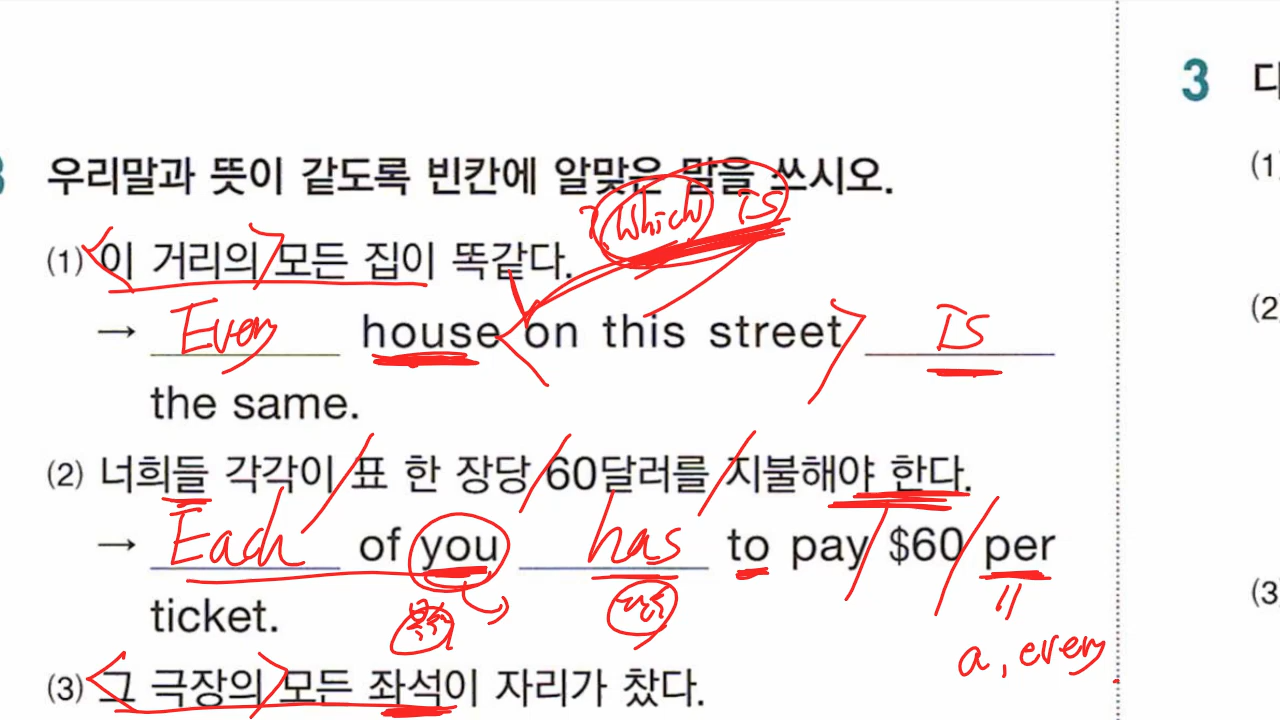 3
다
우리말과 뜻이 같도록 빈칸에 알맞은 말을 쓰시오.
(1)
which is
(1) 이 거리의 모든 집이 똑같다.
→ Every house on this street is
the same.
(2)
(2) 너희들 각각이 표 한 장당 60달러를 지불해야 한다.
→ Each of you has to pay $60 per
ticket.
(3)
a, every
(3) 그 극장의 모든 좌석이 자리가 찼다.